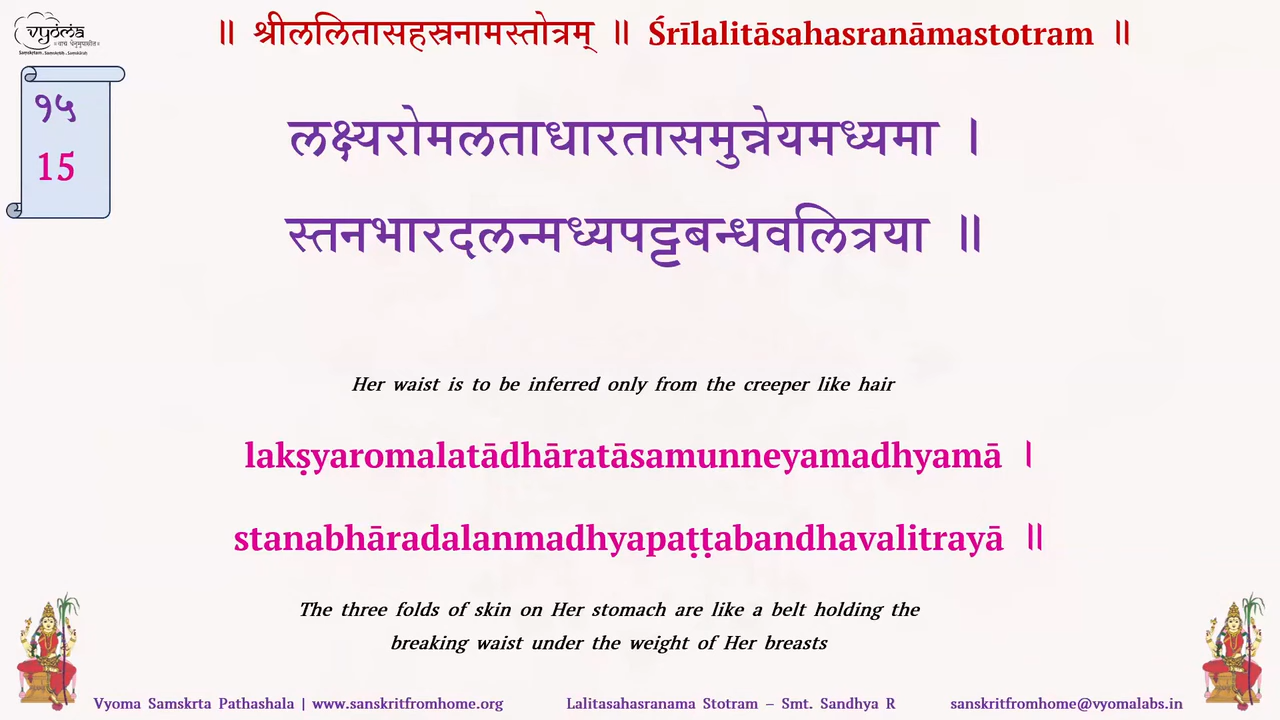 vyoma
॥ श्रीललितासहस्रनामस्तोत्रम् ॥ Śrīlalitāsahasranāmastotram ॥
१५
15
लक्ष्यरोमलताधारतासमुन्नेयमध्यमा ।
स्तनभारदलन्मध्यपट्टबन्धवलित्रया ॥
Her waist is to be inferred only from the creeper like hair
lakṣyaromalatādhāratāsamunneyamadhyamā ।
stanabhāradalanmadhyapaṭṭabandhavalitrayā ॥
The three folds of skin on Her stomach are like a belt holding the
breaking waist under the weight of Her breasts
Vyoma Samskrta Pathashala | www.sanskritfromhome.org Lalitasahasranama Stotram – Smt. Sandhya R sanskritfromhome@vyomalabs.in